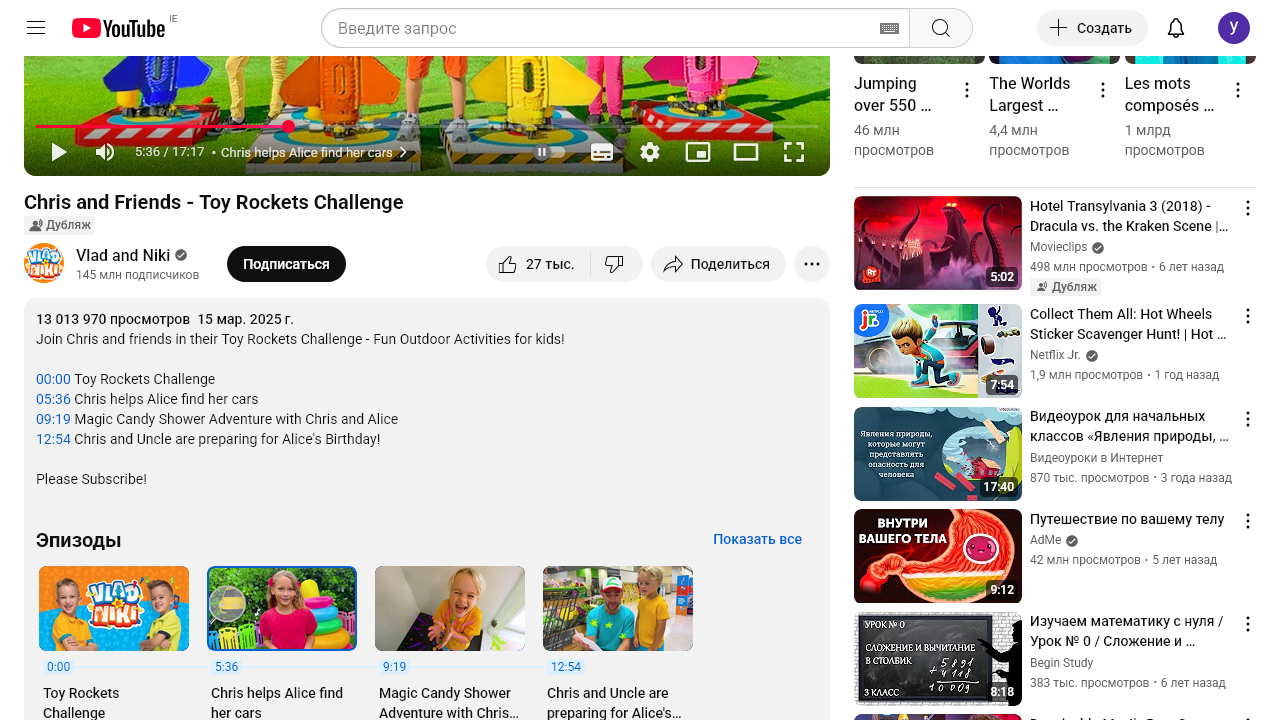 YouTube IE
Введите запрос
Создать
y
5:36 / 17:17 • Chris helps Alice find her cars
Chris and Friends - Toy Rockets Challenge
Дубляж
VLAD NIKI
Vlad and Niki
145 млн подписчиков
Подписаться
27 тыс.
Поделиться
13 013 970 просмотров 15 мар. 2025 г.
Join Chris and friends in their Toy Rockets Challenge - Fun Outdoor Activities for kids!
00:00 Toy Rockets Challenge
05:36 Chris helps Alice find her cars
09:19 Magic Candy Shower Adventure with Chris and Alice
12:54 Chris and Uncle are preparing for Alice's Birthday!
Please Subscribe!
Эпизоды
Показать все
VLAD NIKI
0:00
5:36
9:19
12:54
Toy Rockets
Challenge
Chris helps Alice find
her cars
Magic Candy Shower
Adventure with Chris…
Chris and Uncle are
preparing for Alice's…
Jumping
over 550 …
46 млн
просмотров
The Worlds
Largest …
4,4 млн
просмотров
Les mots
composés …
1 млрд
просмотров
RT
5:02
Hotel Transylvania 3 (2018) -
Dracula vs. the Kraken Scene |…
Movieclips
498 млн просмотров • 6 лет назад
Дубляж
NETFLIX
jr.
7:54
Collect Them All: Hot Wheels
Sticker Scavenger Hunt! | Hot …
Netflix Jr.
1,9 млн просмотров • 1 год назад
Явления природы,
которые могут
представлять
опасность для
человека
17:40
Видеоурок для начальных
классов «Явления природы, …
Видеоуроки в Интернет
870 тыс. просмотров • 3 года назад
ВНУТРИ
ВАШЕГО ТЕЛА
9:12
Путешествие по вашему телу
AdMe
42 млн просмотров • 5 лет назад
УРОК № 0
СЛОЖЕНИЕ И ВЫЧИТАНИЕ
В СТОЛБИК
+ 5891
4118
10009
3 КЛАСС
8:18
Изучаем математику с нуля /
Урок № 0 / Сложение и …
Begin Study
383 тыс. просмотров • 6 лет назад